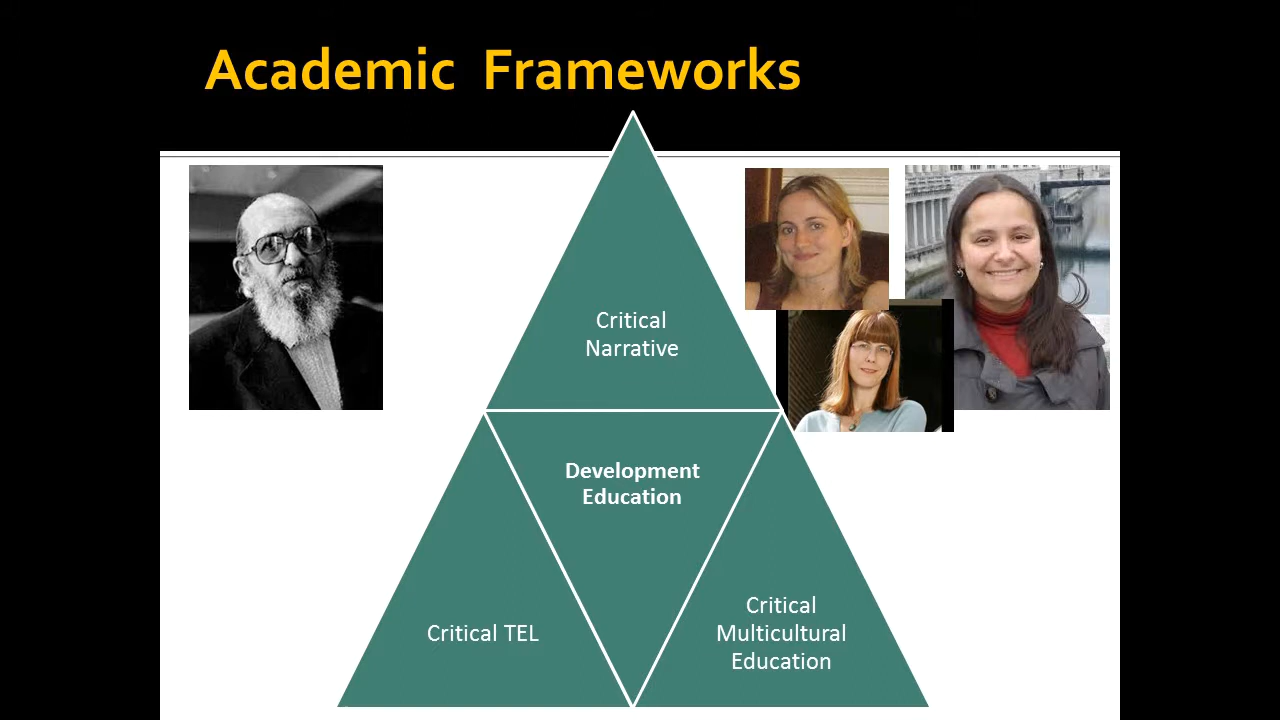 Academic Frameworks
Critical
Narrative
Development
Education
Critical TEL
Critical
Multicultural
Education